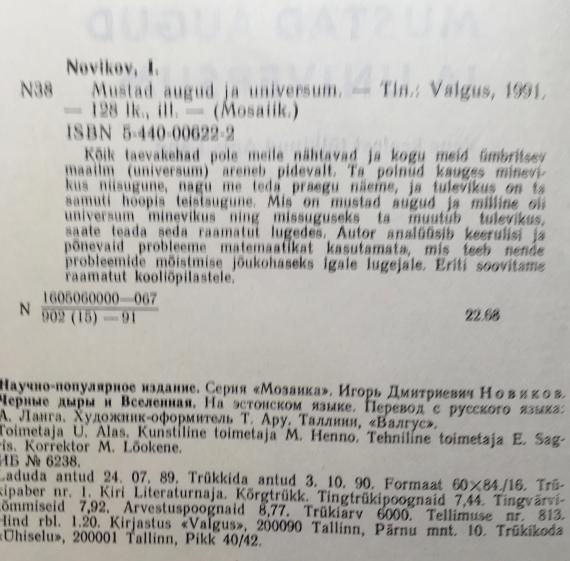 MUSTAD AUGUD
JA UNIVERSUM
Novikov, I.
N38 Mustad augud ja universum. — Tln.: Valgus, 1991.
— 128 lk., ill. — (Mosaiik.)
ISBN 5-440-00622-2
Kõik taevakehad pole meile nähtavad ja kogu meid ümbritsev
maailm (universum) areneb pidevalt. Ta polnud kauges minevi-
kus niisugune, nagu me teda praegu näeme, ja tulevikus on ta
samuti hoopis teistsugune. Mis on mustad augud ja milline oli
universum minevikus ning missuguseks ta muutub tulevikus,
saate teada seda raamatut lugedes. Autor analüüsib keerulisi ja
põnevaid probleeme matemaatikat kasutamata, mis teeb nende
probleemide mõistmise jõukohaseks igale lugejale. Eriti soovitame
raamatut kooliõpilastele.
N 1605060000—067
902 (15) — 91
22.68
Научно-популярное издание. Серия «Мозаика». Игорь Дмитриевич Новиков.
Черные дыры и Вселенная. На эстонском языке. Перевод с русского языка:
А. Ланга. Художник-оформитель Т. Ару. Таллинн, «Валгус».
Toimetaja U. Alas. Kunstiline toimetaja M. Henno. Tehniline toimetaja E. Sag-
ris. Korrektor M. Lõokene.
ИБ № 6238.
Laduda antud 24. 07. 89. Trükkida antud 3. 10. 90. Formaat 60×84./16. Trü-
kipaber nr. 1. Kiri Literaturnaja. Kõrgtrükk. Tingtrükipoognaid 7,44. Tingvärvi-
tõmmiseid 7,92. Arvestuspoognaid 8,77. Trükiarv 6000. Tellimuse nr. 813.
Hind rbl. 1.20. Kirjastus «Valgus», 200090 Tallinn, Pärnu mnt. 10. Trükikoda
«Ühiselu», 200001 Tallinn, Pikk 40/42.